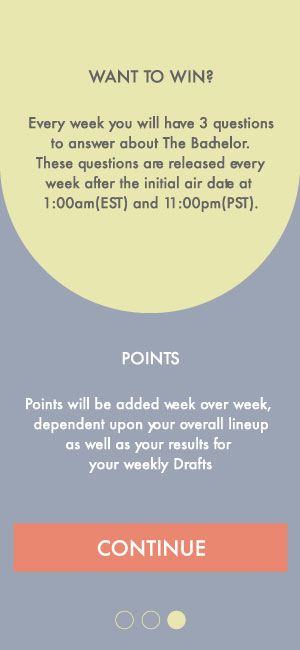 WANT TO WIN?
Every week you will have 3 questions
to answer about The Bachelor.
These questions are released every
week after the initial air date at
1:00am(EST) and 11:00pm(PST).
POINTS
Points will be added week over week,
dependent upon your overall lineup
as well as your results for
your weekly Drafts
CONTINUE